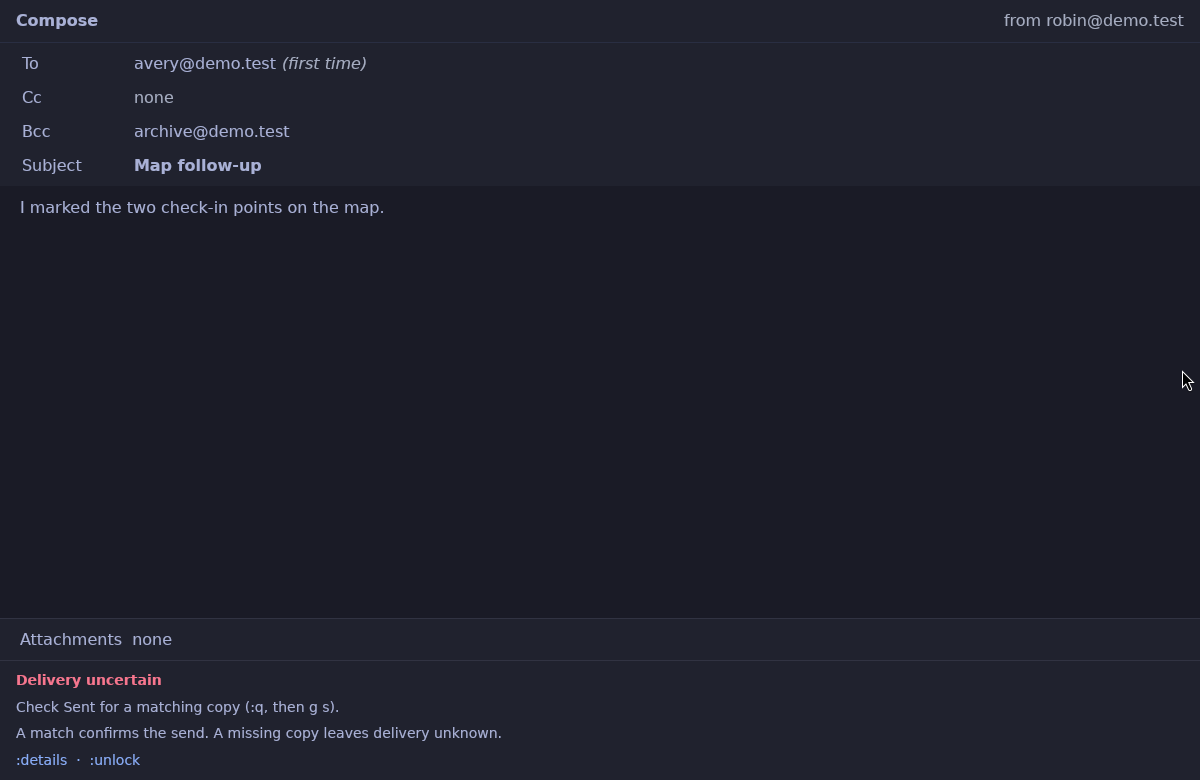 Compose from robin@demo.test
To avery@demo.test (first time)
Cc none
Bcc archive@demo.test
Subject Map follow-up
I marked the two check-in points on the map.
Attachments none
Delivery uncertain
Check Sent for a matching copy (:q, then g s).
A match confirms the send. A missing copy leaves delivery unknown.
:details · :unlock